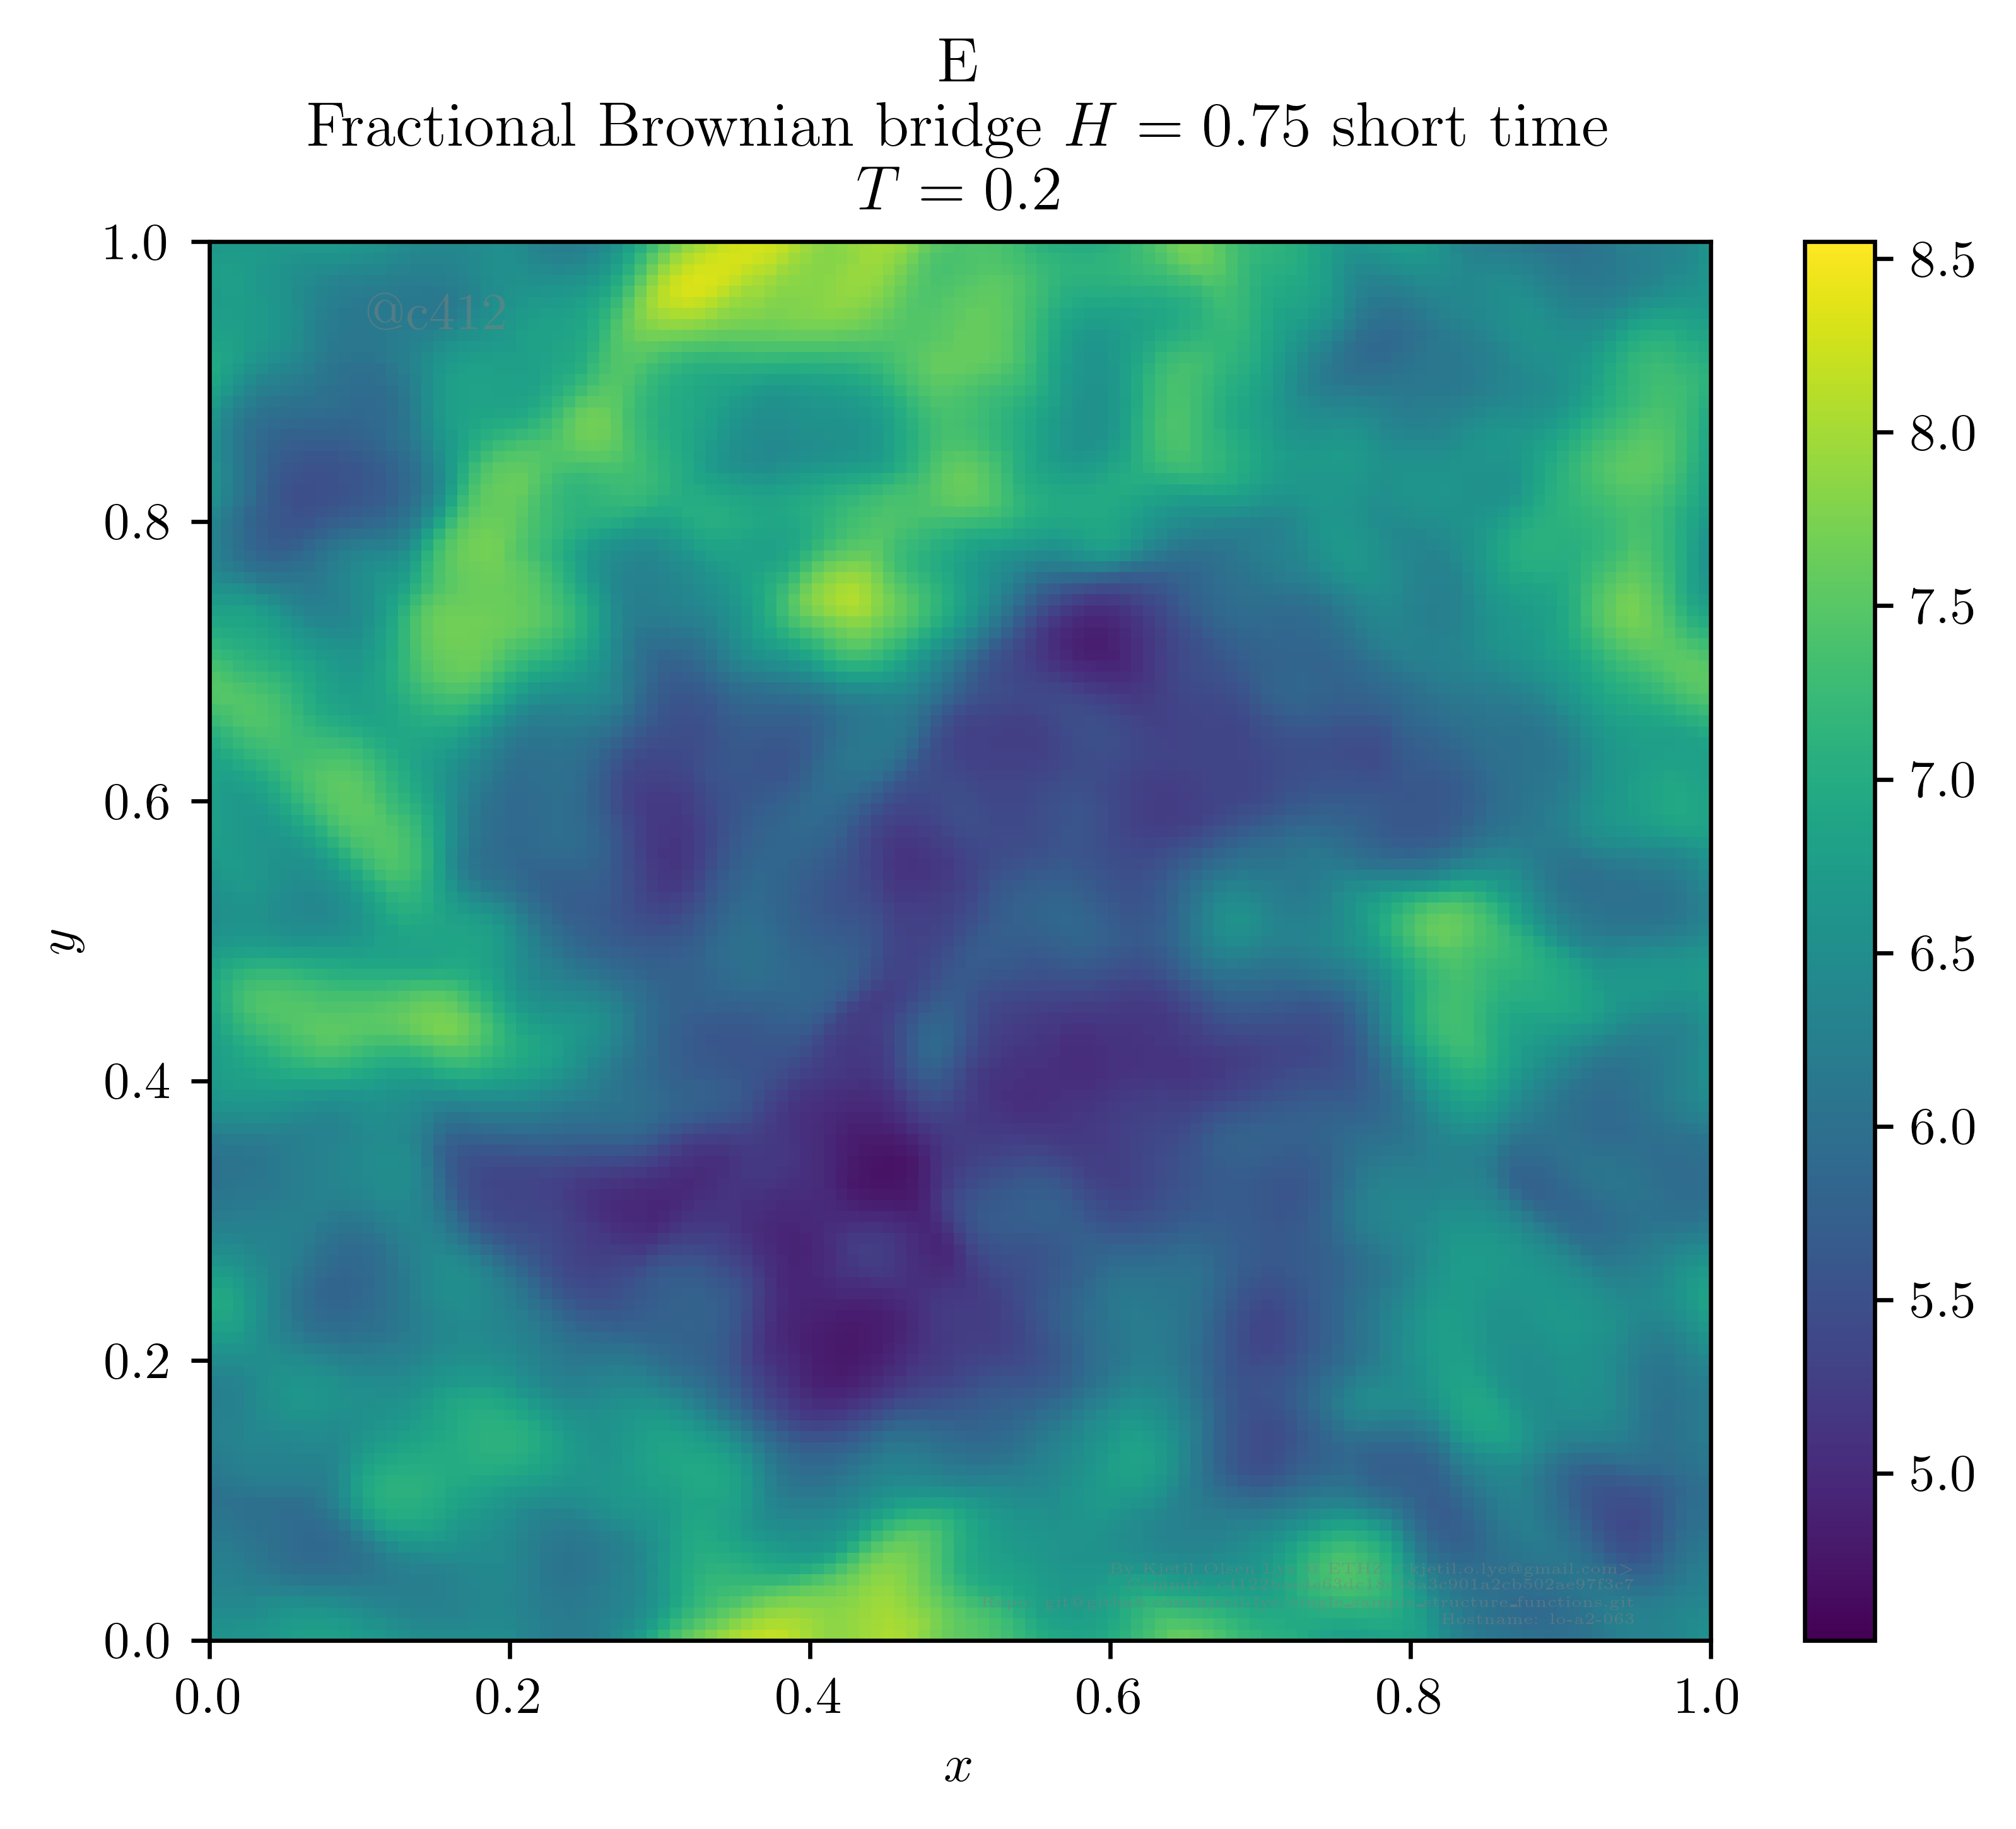 E
Fractional Brownian bridge H = 0.75 short time
T = 0.2
@c412
1.0
0.8
0.6
0.4
0.2
0.0
y
0.0 0.2 0.4 0.6 0.8 1.0
x
8.5
8.0
7.5
7.0
6.5
6.0
5.5
5.0
Hostname: lo-a2-063